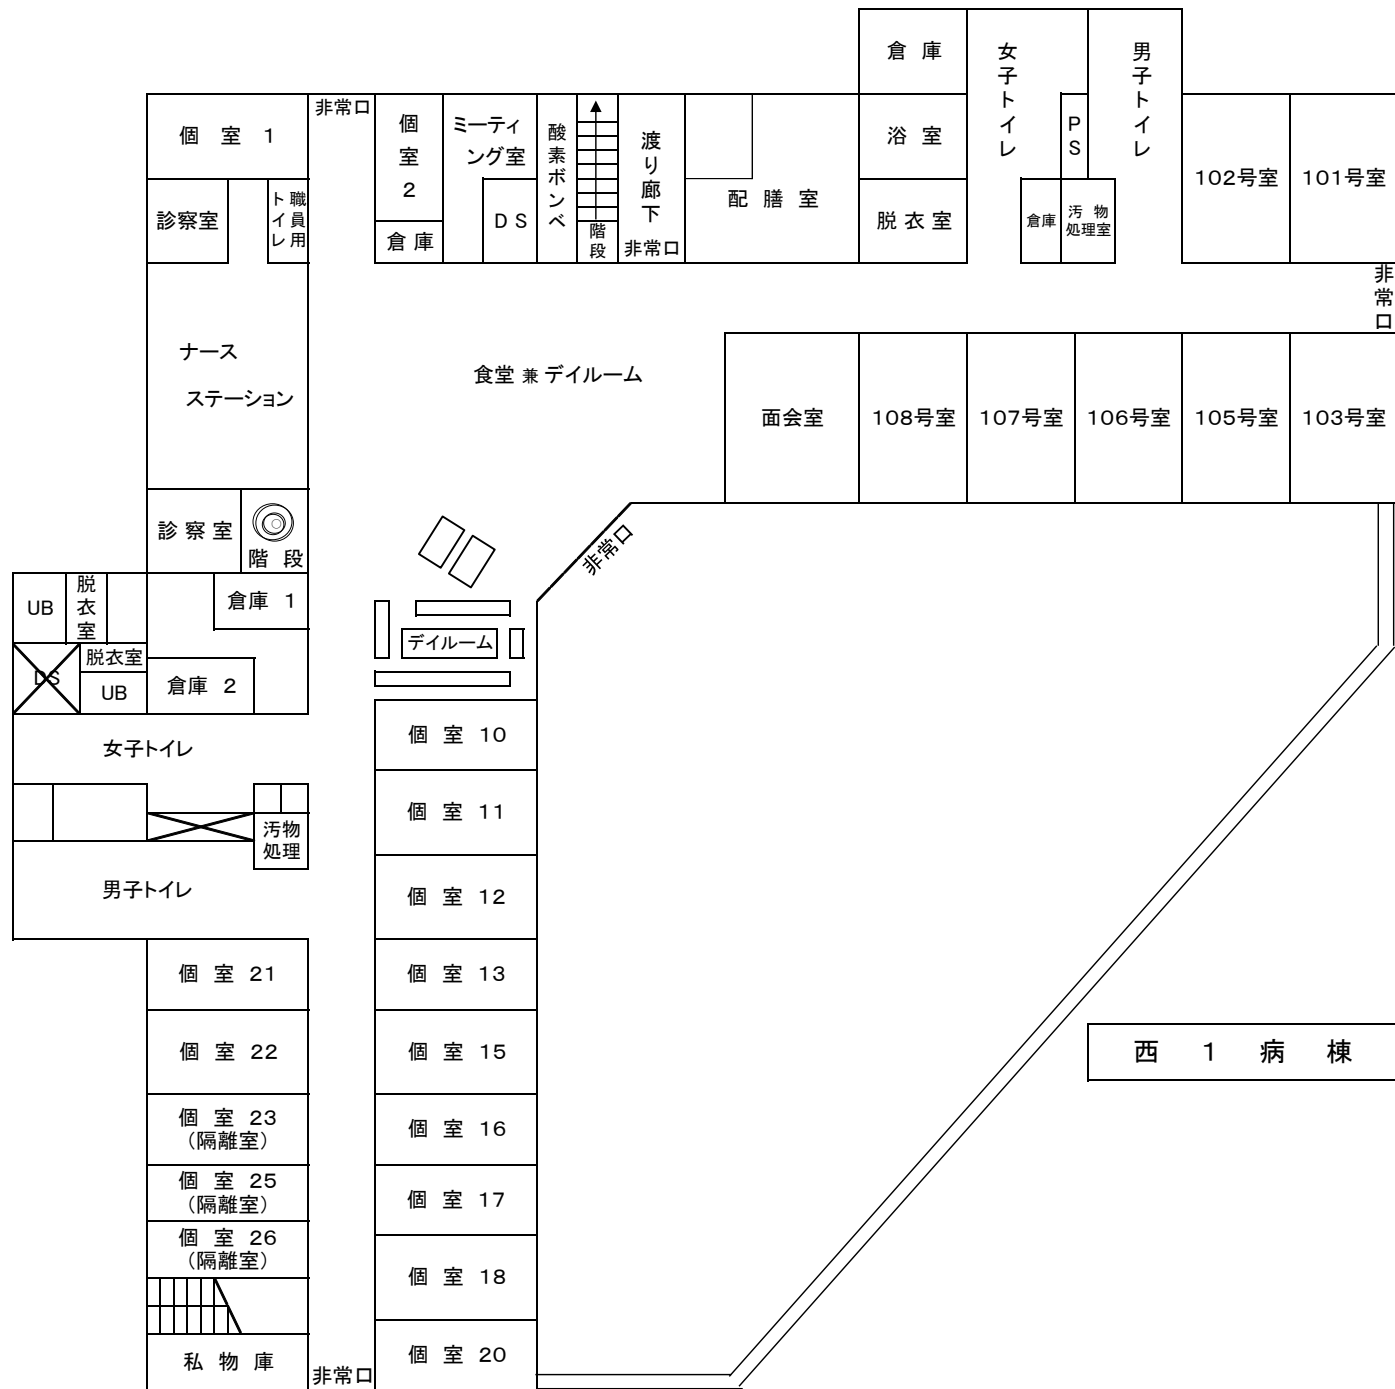 倉 庫
女子トイレ
男子トイレ
個 室 1
非常口
個室2
ミーティング室
酸素ボンベ
渡り廊下
浴 室
PS
102号室
101号室
診察室
職員用トイレ
倉 庫
DS
階段
非常口
配 膳 室
脱 衣 室
倉庫
汚 物
処理室
非常口
ナース
ステーション
食堂 兼 デイルーム
面会室
108号室
107号室
106号室
105号室
103号室
診 察 室
階 段
非常口
UB
脱衣室
倉庫 1
デイルーム
DS
脱衣室
UB
倉庫 2
女子トイレ
個 室 10
個 室 11
汚物
処理
男子トイレ
個 室 12
個 室 21
個 室 13
個 室 22
個 室 15
西 1 病 棟
個 室 23
（隔離室）
個 室 16
個 室 25
（隔離室）
個 室 17
個 室 26
（隔離室）
個 室 18
私 物 庫
非常口
個 室 20